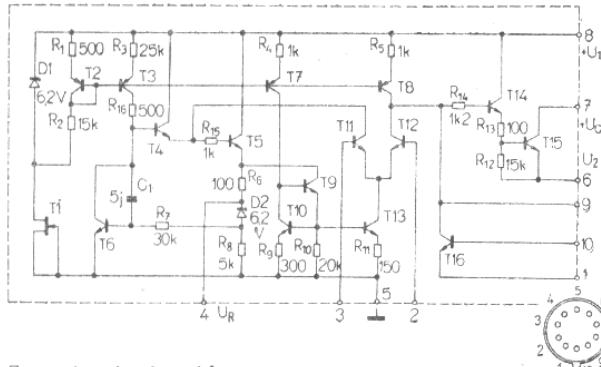 R1 500
R3 25k
R4 1k
R5 1k
8
+U1
D1
6,2V
T2
T3
T7
T8
R14
1k2
T14
7
+UC
R2 15k
R16 500
T4
R15
1k
T5
T11
T12
R13 100
T15
R12 15k
U2
6
5j C1
100 R6
T9
9
T1
T6
R7
30k
D2
6,2
V
T10
T13
T16
10
R8
5k
R9
300
R10
20k
R11
150
1
4 UR
3
5
2
5
4
3
2
1